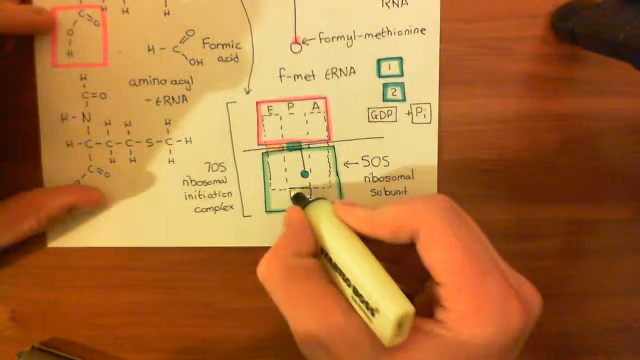 tRNA
formyl-methionine
f-met tRNA
1
2
GDP + Pi
Formic
acid
H-C
O
OH
C
O
O
H
amino acyl
-tRNA
H
C=O
H-N
H-C-C-C-S-C-H
H H H H
C=O
E P A
50S
ribosomal
subunit
70S
ribosomal
initiation
complex